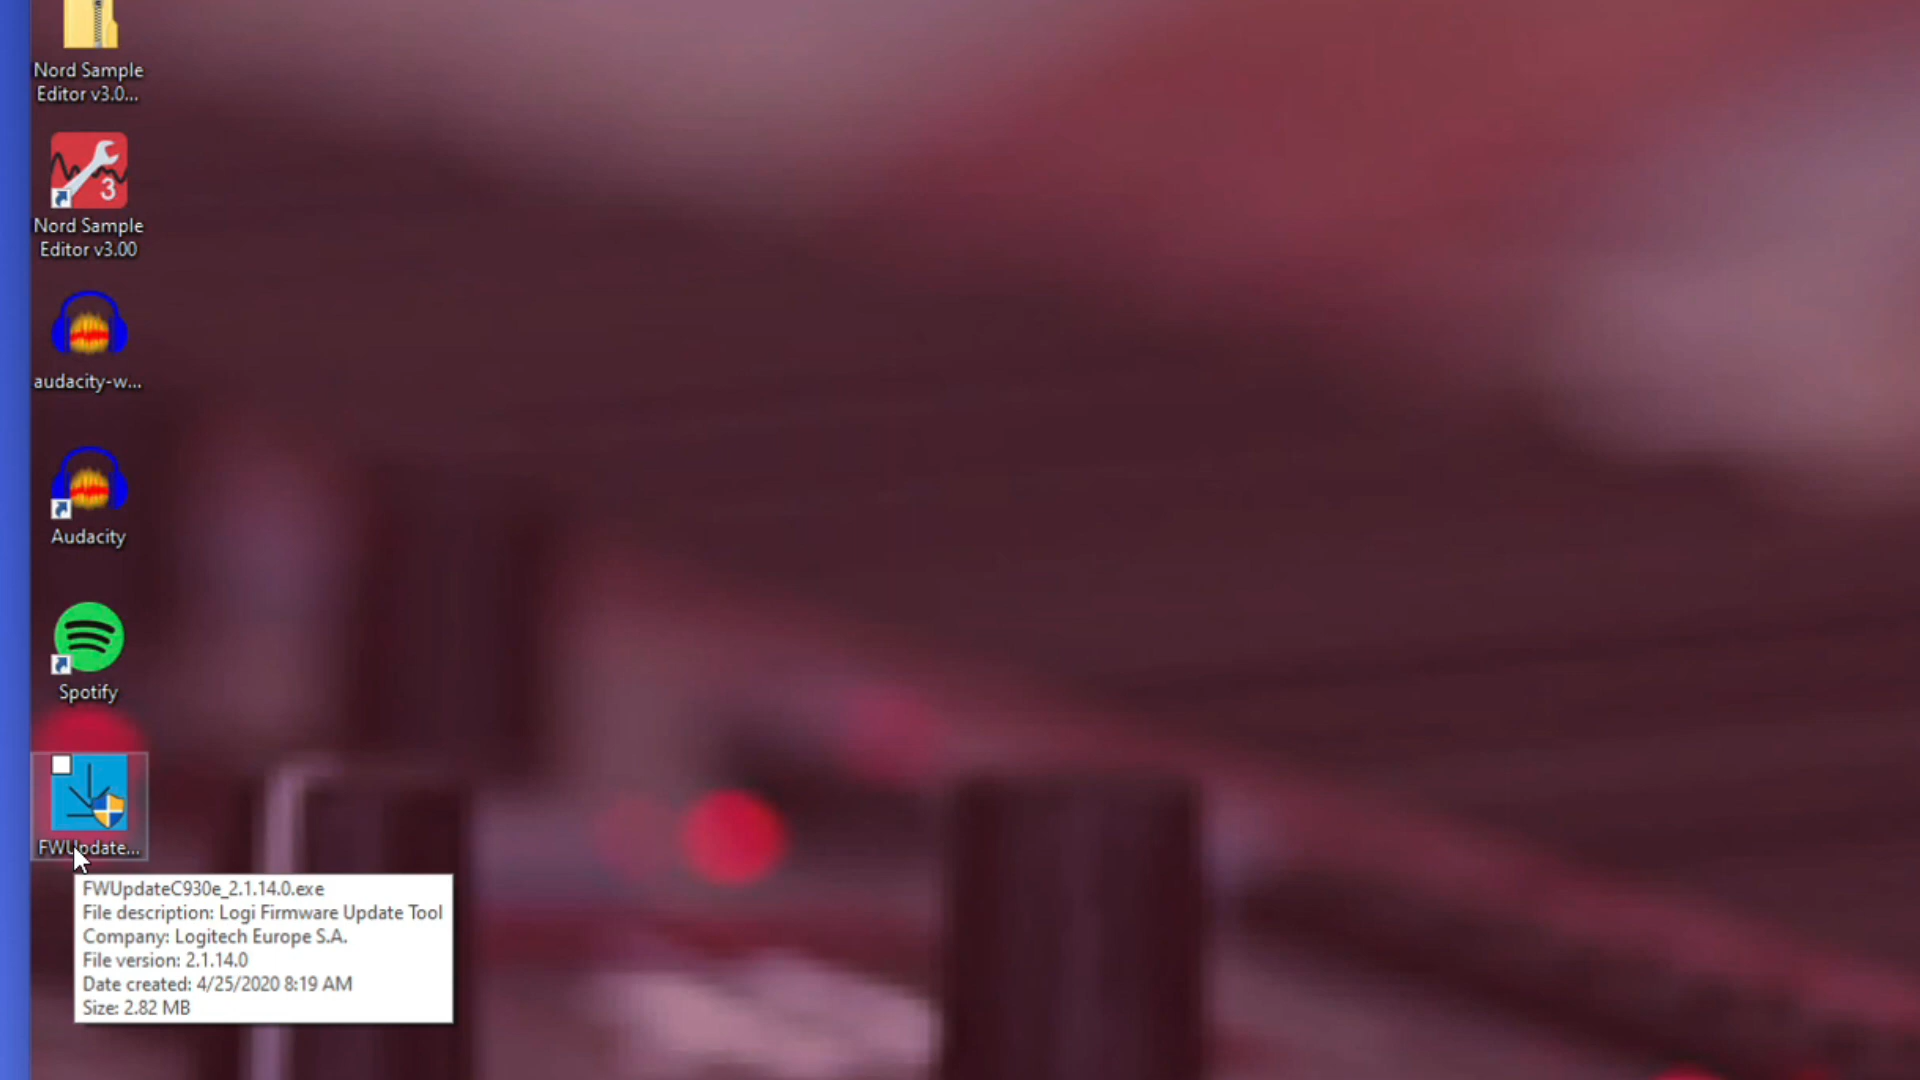 Nord Sample
Editor v3.0...
3
Nord Sample
Editor v3.00
audacity-w...
Audacity
Spotify
FWUpdate...
FWUpdateC930e_2.1.14.0.exe
File description: Logi Firmware Update Tool
Company: Logitech Europe S.A.
File version: 2.1.14.0
Date created: 4/25/2020 8:19 AM
Size: 2.82 MB